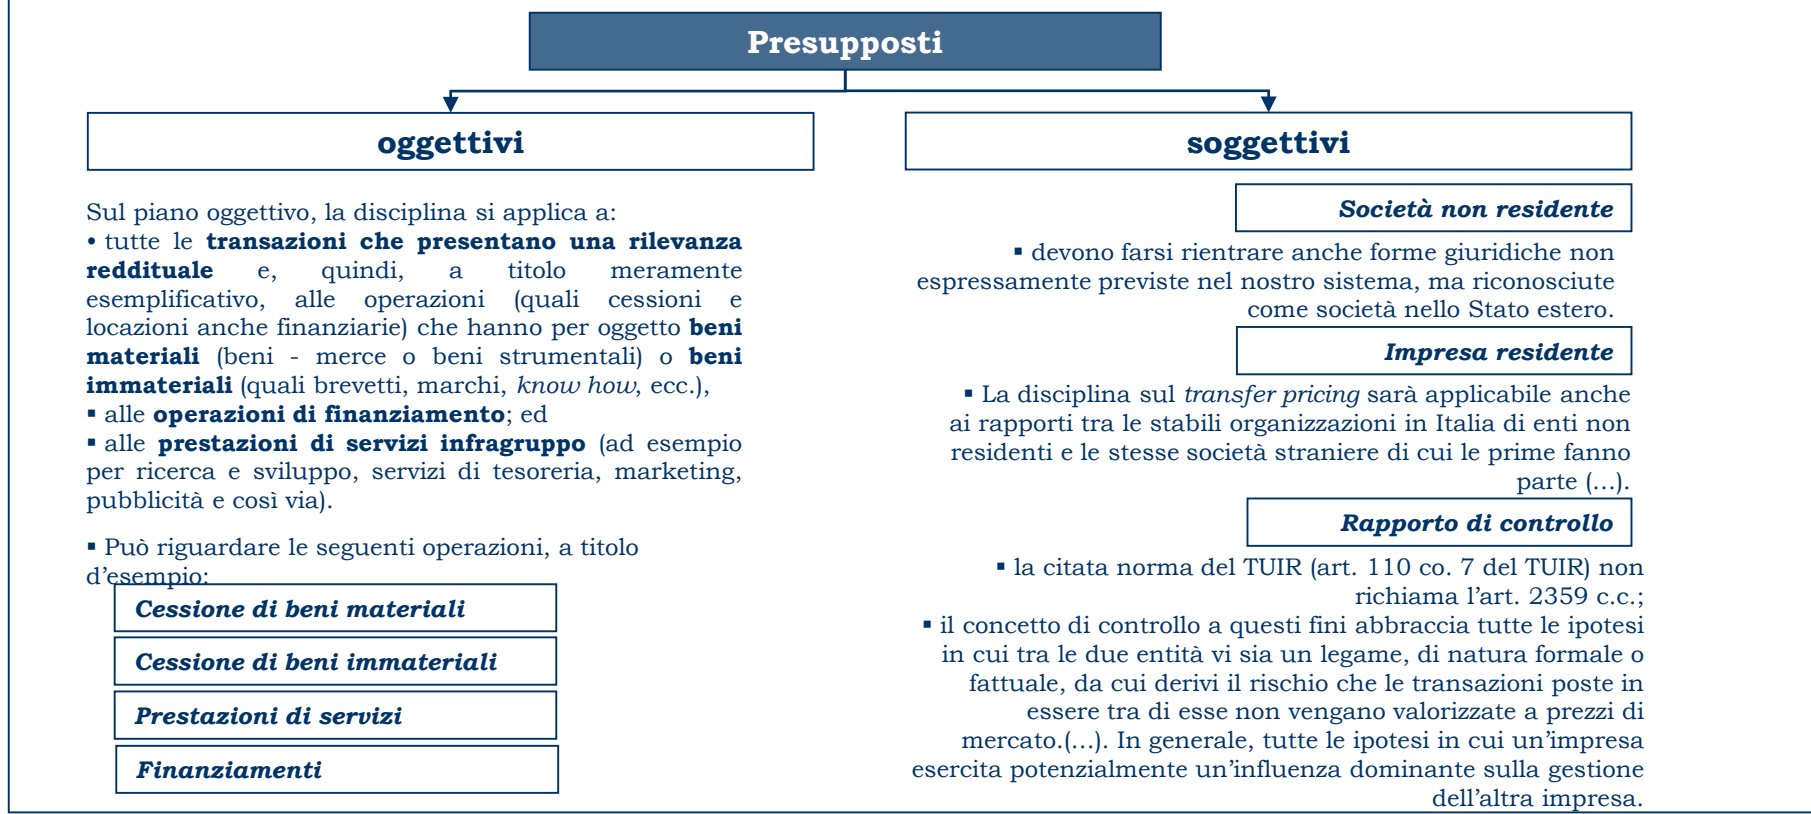 Presupposti
oggettivi
Sul piano oggettivo, la disciplina si applica a:
• tutte le transazioni che presentano una rilevanza
reddituale e, quindi, a titolo meramente
esemplificativo, alle operazioni (quali cessioni e
locazioni anche finanziarie) che hanno per oggetto beni
materiali (beni - merce o beni strumentali) o beni
immateriali (quali brevetti, marchi, know how, ecc.),
▪ alle operazioni di finanziamento; ed
▪ alle prestazioni di servizi infragruppo (ad esempio
per ricerca e sviluppo, servizi di tesoreria, marketing,
pubblicità e così via).
▪ Può riguardare le seguenti operazioni, a titolo
d’esempio:
Cessione di beni materiali
Cessione di beni immateriali
Prestazioni di servizi
Finanziamenti
soggettivi
Società non residente
▪ devono farsi rientrare anche forme giuridiche non
espressamente previste nel nostro sistema, ma riconosciute
come società nello Stato estero.
Impresa residente
▪ La disciplina sul transfer pricing sarà applicabile anche
ai rapporti tra le stabili organizzazioni in Italia di enti non
residenti e le stesse società straniere di cui le prime fanno
parte (…).
Rapporto di controllo
▪ la citata norma del TUIR (art. 110 co. 7 del TUIR) non
richiama l’art. 2359 c.c.;
▪ il concetto di controllo a questi fini abbraccia tutte le ipotesi
in cui tra le due entità vi sia un legame, di natura formale o
fattuale, da cui derivi il rischio che le transazioni poste in
essere tra di esse non vengano valorizzate a prezzi di
mercato.(…). In generale, tutte le ipotesi in cui un’impresa
esercita potenzialmente un’influenza dominante sulla gestione
dell’altra impresa.